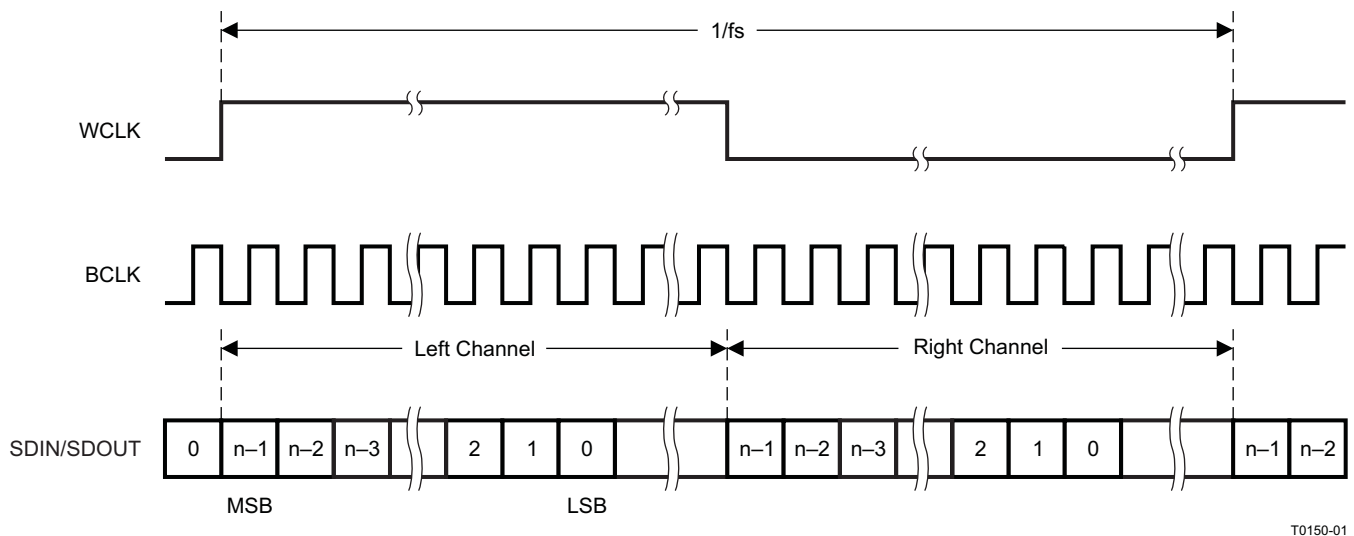 1/fs
WCLK
BCLK
Left Channel Right Channel
SDIN/SDOUT 0 n–1 n–2 n–3 2 1 0 n–1 n–2 n–3 2 1 0 n–1 n–2
MSB LSB
T0150-01